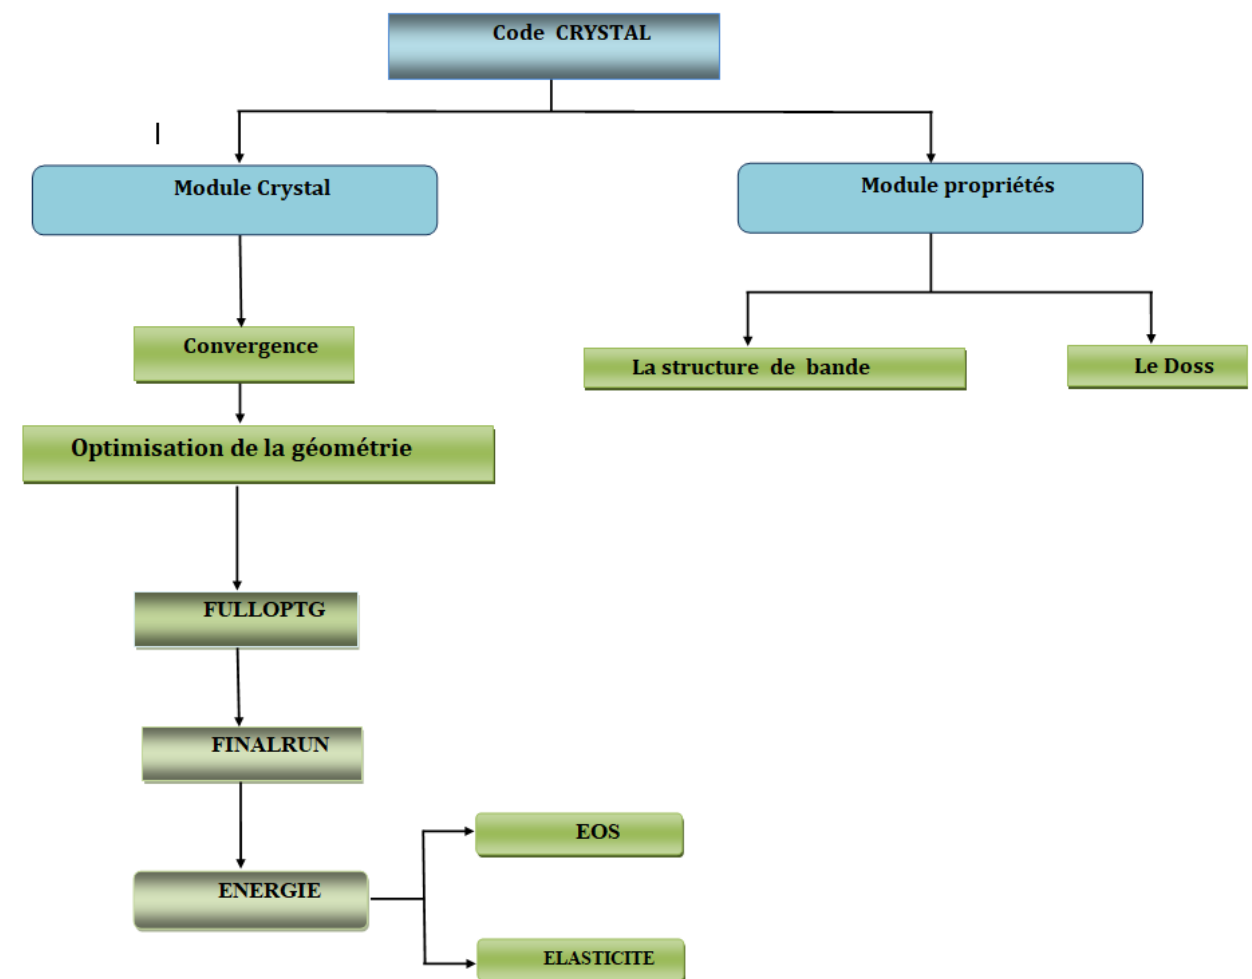 Code CRYSTAL
Module Crystal
Module propriétés
Convergence
La structure de bande
Le Doss
Optimisation de la géométrie
FULLOPTG
FINALRUN
EOS
ENERGIE
ELASTICITE